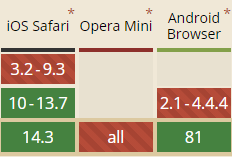 iOS Safari*
Opera Mini*
Android*
Browser
3.2-9.3
10-13.7
2.1-4.4.4
14.3
all
81